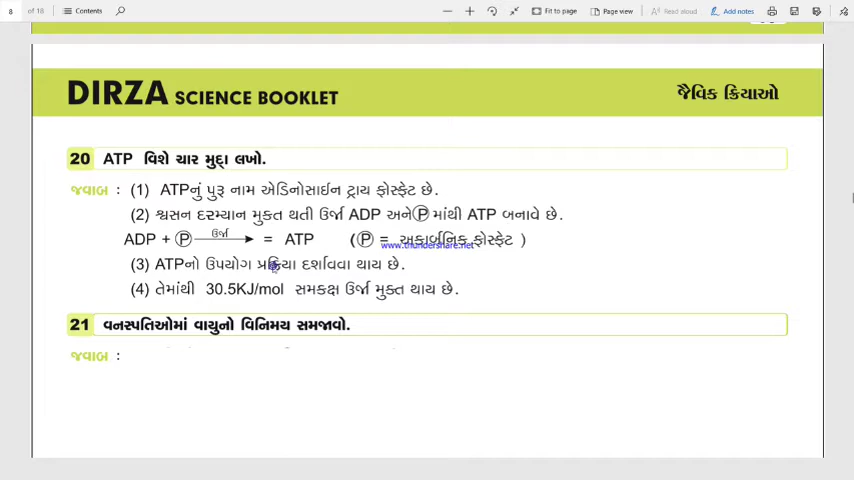 8 of 18 Contents Fit to page Page view Read aloud Add notes
DIRZA SCIENCE BOOKLET જૈવિક ક્રિયાઓ
20 ATP વિશે ચાર મુદ્દા લખો.
જવાબ : (1) ATPનું પુરૂ નામ એડિનોસાઈન ટ્રાય ફોસ્ફેટ છે.
(2) શ્વસન દરમ્યાન મુકત થતી ઉર્જા ADP અને Ⓟ માંથી ATP બનાવે છે.
ઉર્જા
ADP + Ⓟ ⟶ = ATP (Ⓟ = અકાર્બનિક ફોસ્ફેટ )
www.thundershare.net
(3) ATPનો ઉપયોગ પ્રક્રિયા દર્શાવવા થાય છે.
(4) તેમાંથી 30.5KJ/mol સમકક્ષ ઉર્જા મુક્ત થાય છે.
21 વનસ્પતિઓમાં વાયુનો વિનિમય સમજાવો.
જવાબ :